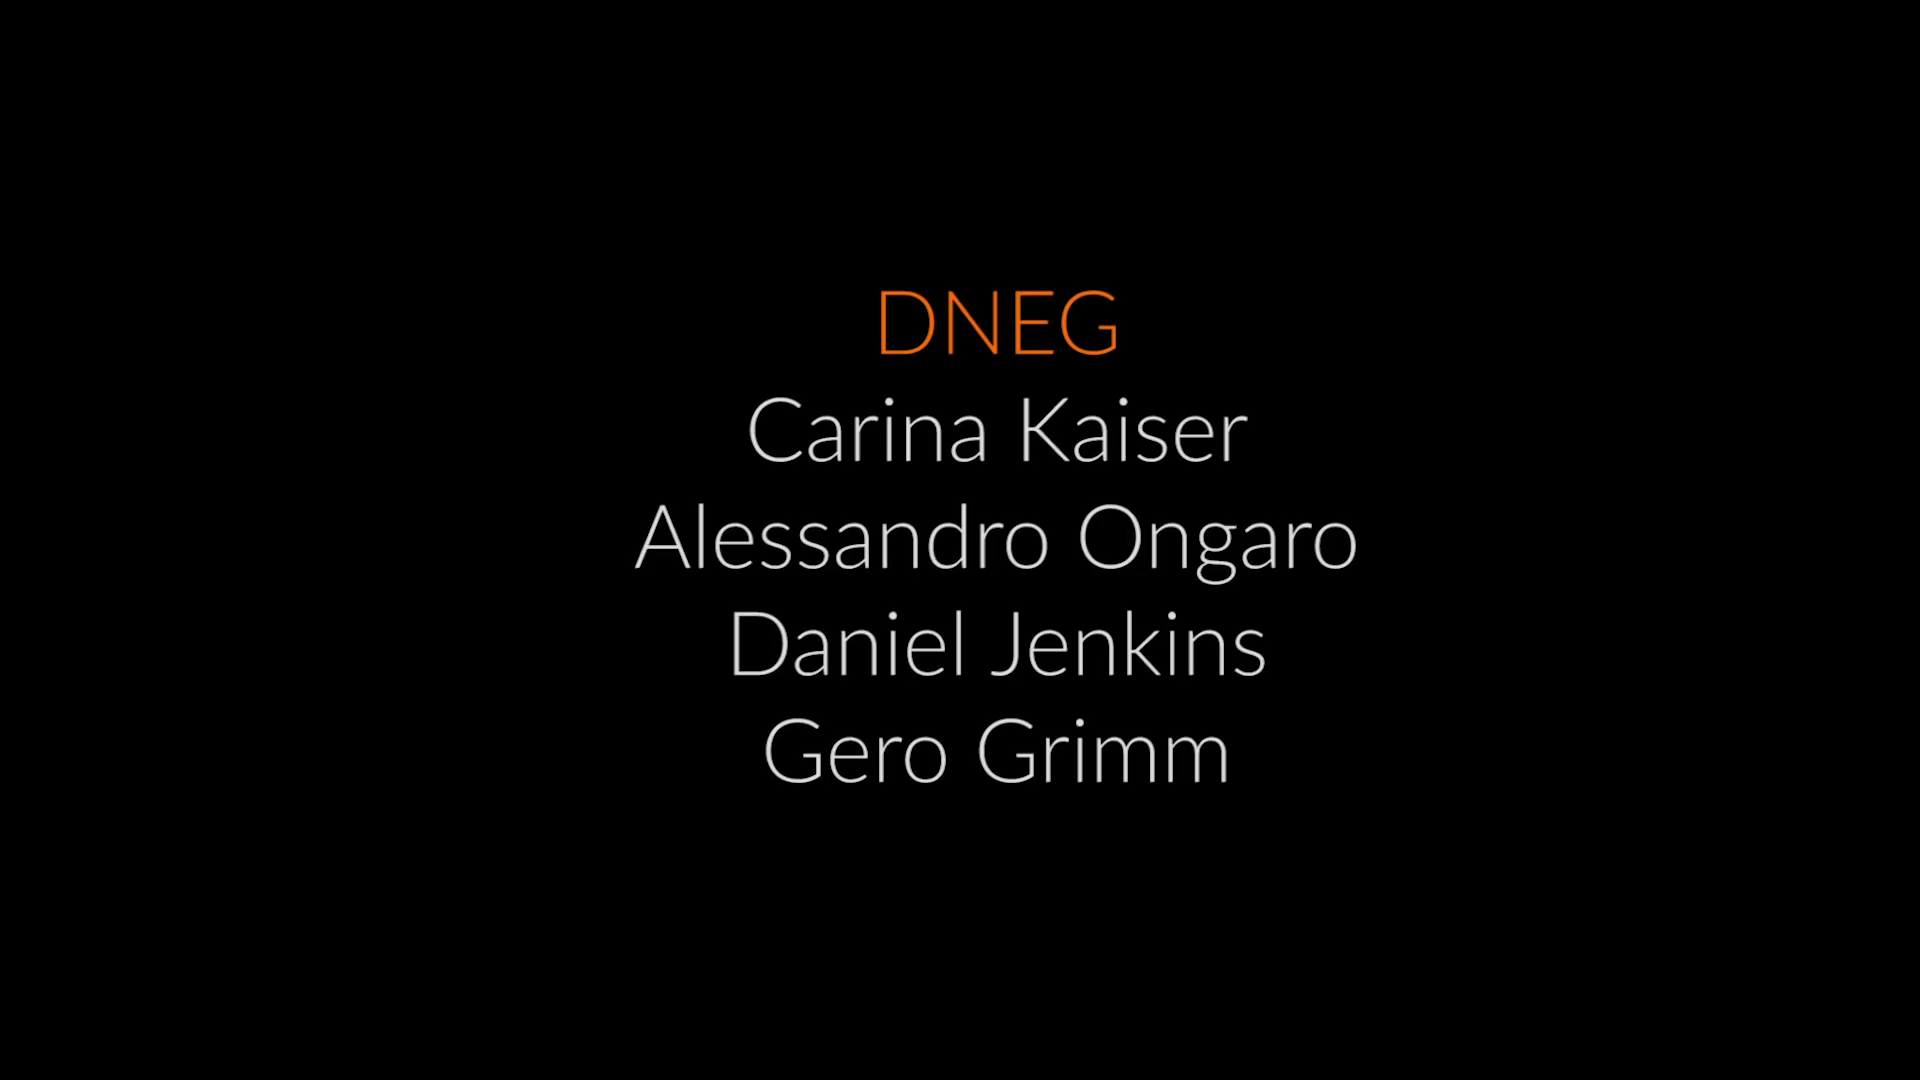 DNEG
Carina Kaiser
Alessandro Ongaro
Daniel Jenkins
Gero Grimm